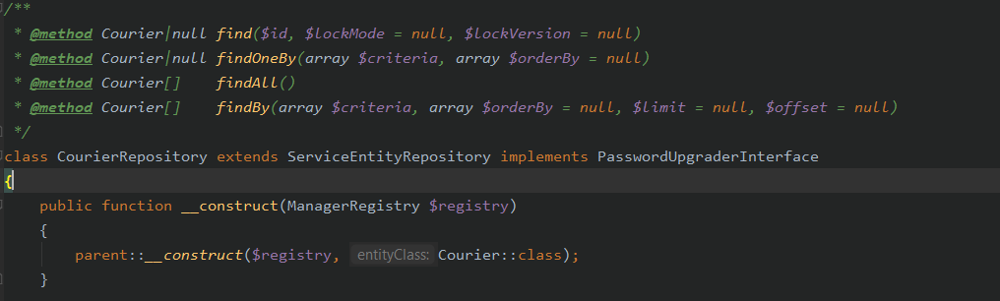 /**
 * @method Courier|null find($id, $lockMode = null, $lockVersion = null)
 * @method Courier|null findOneBy(array $criteria, array $orderBy = null)
 * @method Courier[]    findAll()
 * @method Courier[]    findBy(array $criteria, array $orderBy = null, $limit = null, $offset = null)
 */
class CourierRepository extends ServiceEntityRepository implements PasswordUpgraderInterface
{
    public function __construct(ManagerRegistry $registry)
    {
        parent::__construct($registry, entityClass: Courier::class);
    }